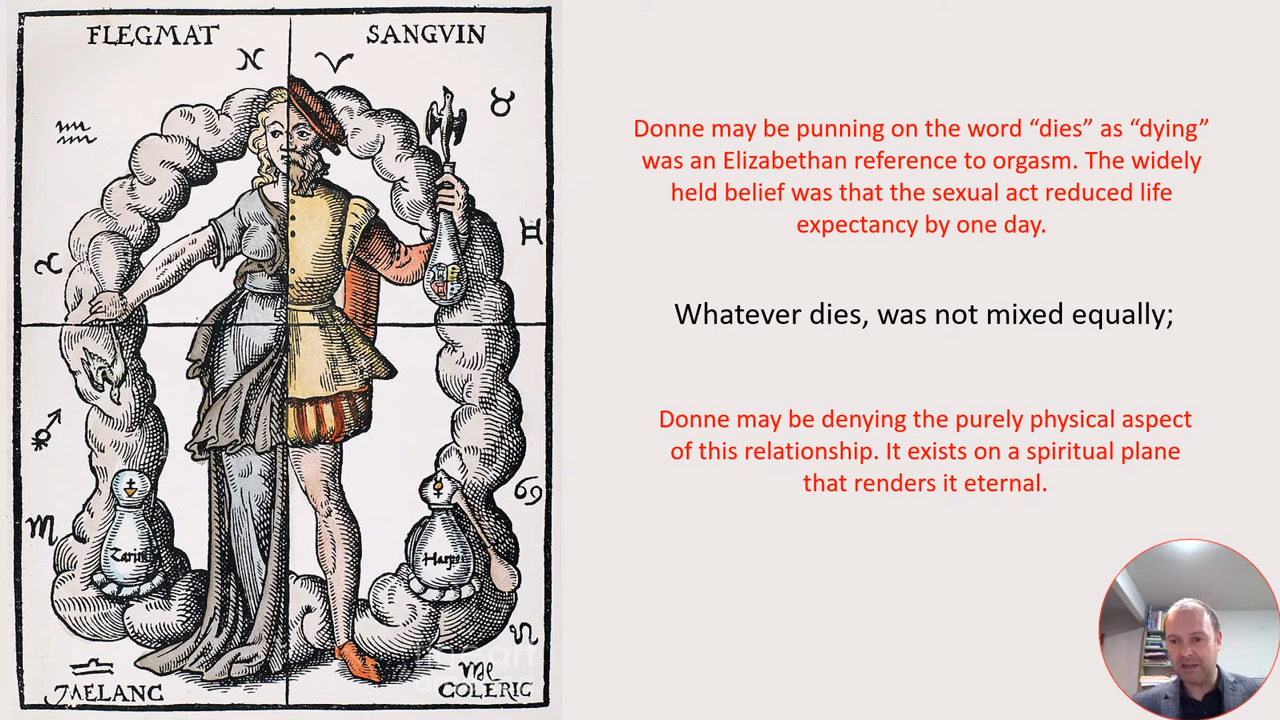 FLEGMAT
SANGVIN
Donne may be punning on the word “dies” as “dying”
was an Elizabethan reference to orgasm. The widely
held belief was that the sexual act reduced life
expectancy by one day.
Whatever dies, was not mixed equally;
Donne may be denying the purely physical aspect
of this relationship. It exists on a spiritual plane
that renders it eternal.
COLERIC